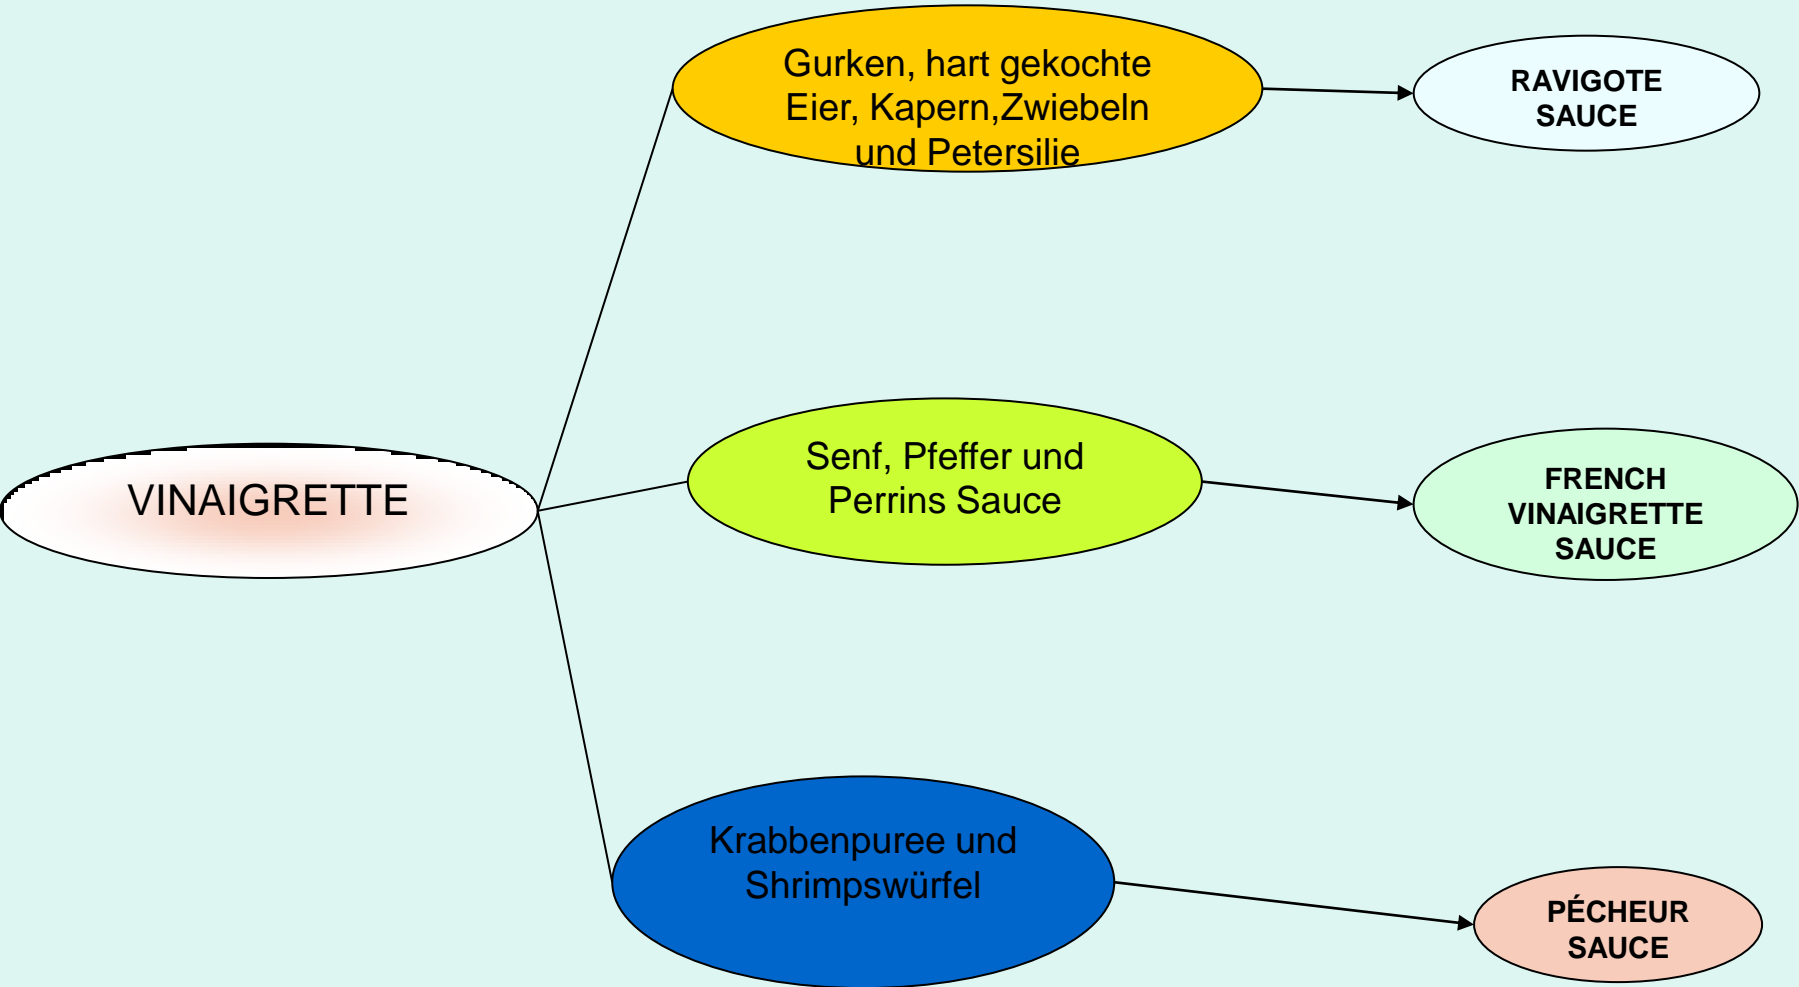 Gurken, hart gekochte
Eier, Kapern,Zwiebeln
und Petersilie
RAVIGOTE
SAUCE
VINAIGRETTE
Senf, Pfeffer und
Perrins Sauce
FRENCH
VINAIGRETTE
SAUCE
Krabbenpuree und
Shrimpswürfel
PÉCHEUR
SAUCE